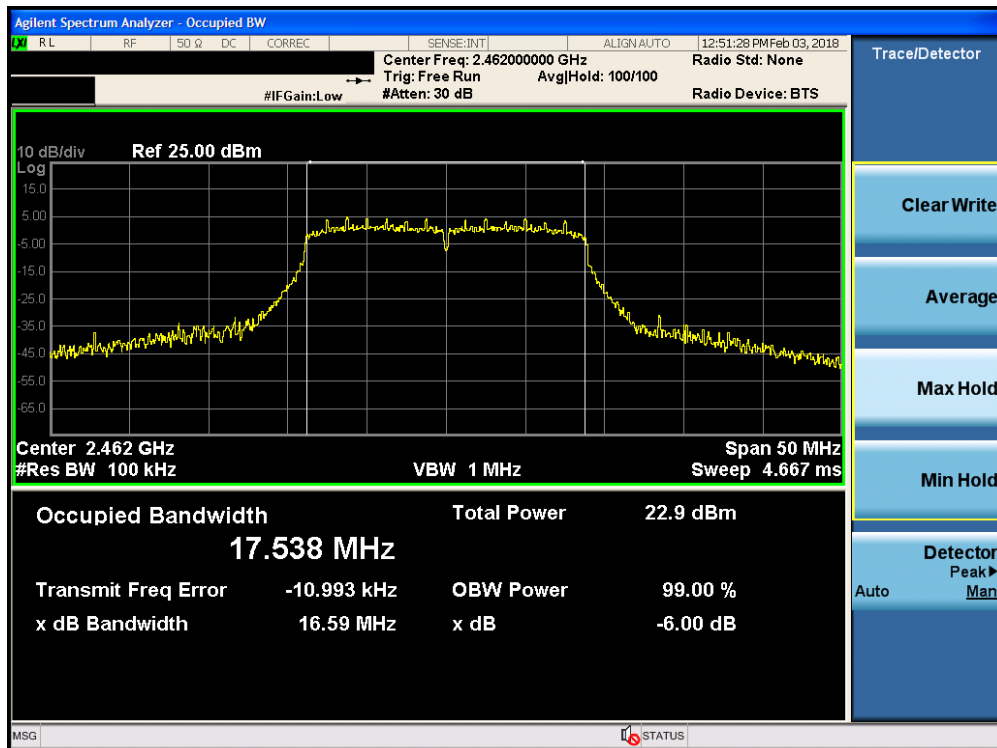 Agilent Spectrum Analyzer - Occupied BW
LXI RL RF 50 Ω DC CORREC SENSE:INT ALIGN AUTO 12:51:28 PM Feb 03, 2018
Center Freq: 2.462000000 GHz Radio Std: None
Trig: Free Run Avg|Hold: 100/100
#IFGain:Low #Atten: 30 dB Radio Device: BTS
10 dB/div Ref 25.00 dBm
Log
15.0
5.00
-5.00
-15.0
-25.0
-35.0
-45.0
-55.0
-65.0
Center 2.462 GHz Span 50 MHz
#Res BW 100 kHz VBW 1 MHz Sweep 4.667 ms
Occupied Bandwidth Total Power 22.9 dBm
17.538 MHz
Transmit Freq Error -10.993 kHz OBW Power 99.00 %
x dB Bandwidth 16.59 MHz x dB -6.00 dB
MSG STATUS
Trace/Detector
Clear Write
Average
Max Hold
Min Hold
Detector
Peak▶
Auto Man